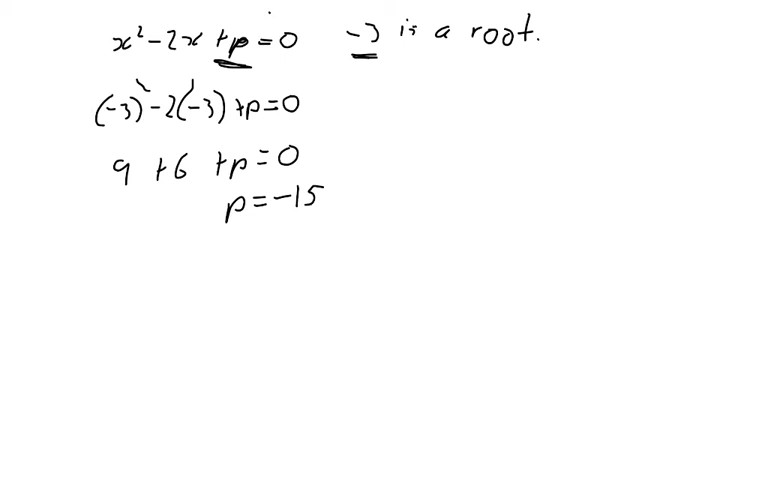 x² - 2x + p = 0   -3 is a root.
(-3)² - 2(-3) + p = 0
9 + 6 + p = 0
p = -15